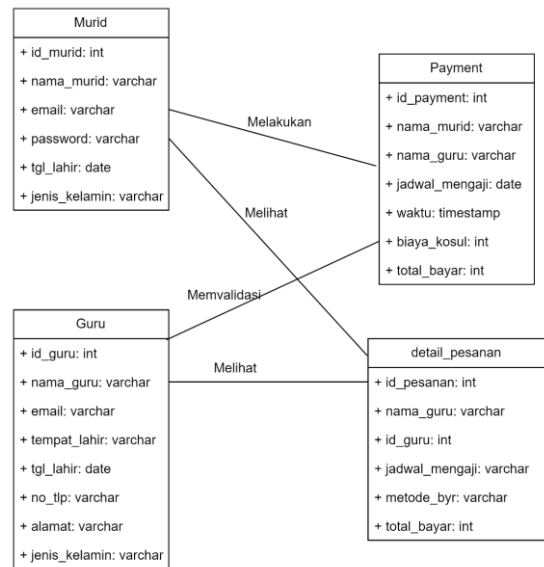 Murid
+ id_murid: int
+ nama_murid: varchar
+ email: varchar
+ password: varchar
+ tgl_lahir: date
+ jenis_kelamin: varchar
Payment
+ id_payment: int
+ nama_murid: varchar
+ nama_guru: varchar
+ jadwal_mengaji: date
+ waktu: timestamp
+ biaya_kosul: int
+ total_bayar: int
Melakukan
Melihat
Memvalidasi
Melihat
Guru
+ id_guru: int
+ nama_guru: varchar
+ email: varchar
+ tempat_lahir: varchar
+ tgl_lahir: date
+ no_tlp: varchar
+ alamat: varchar
+ jenis_kelamin: varchar
detail_pesanan
+ id_pesanan: int
+ nama_guru: varchar
+ id_guru: int
+ jadwal_mengaji: varchar
+ metode_byr: varchar
+ total_bayar: int